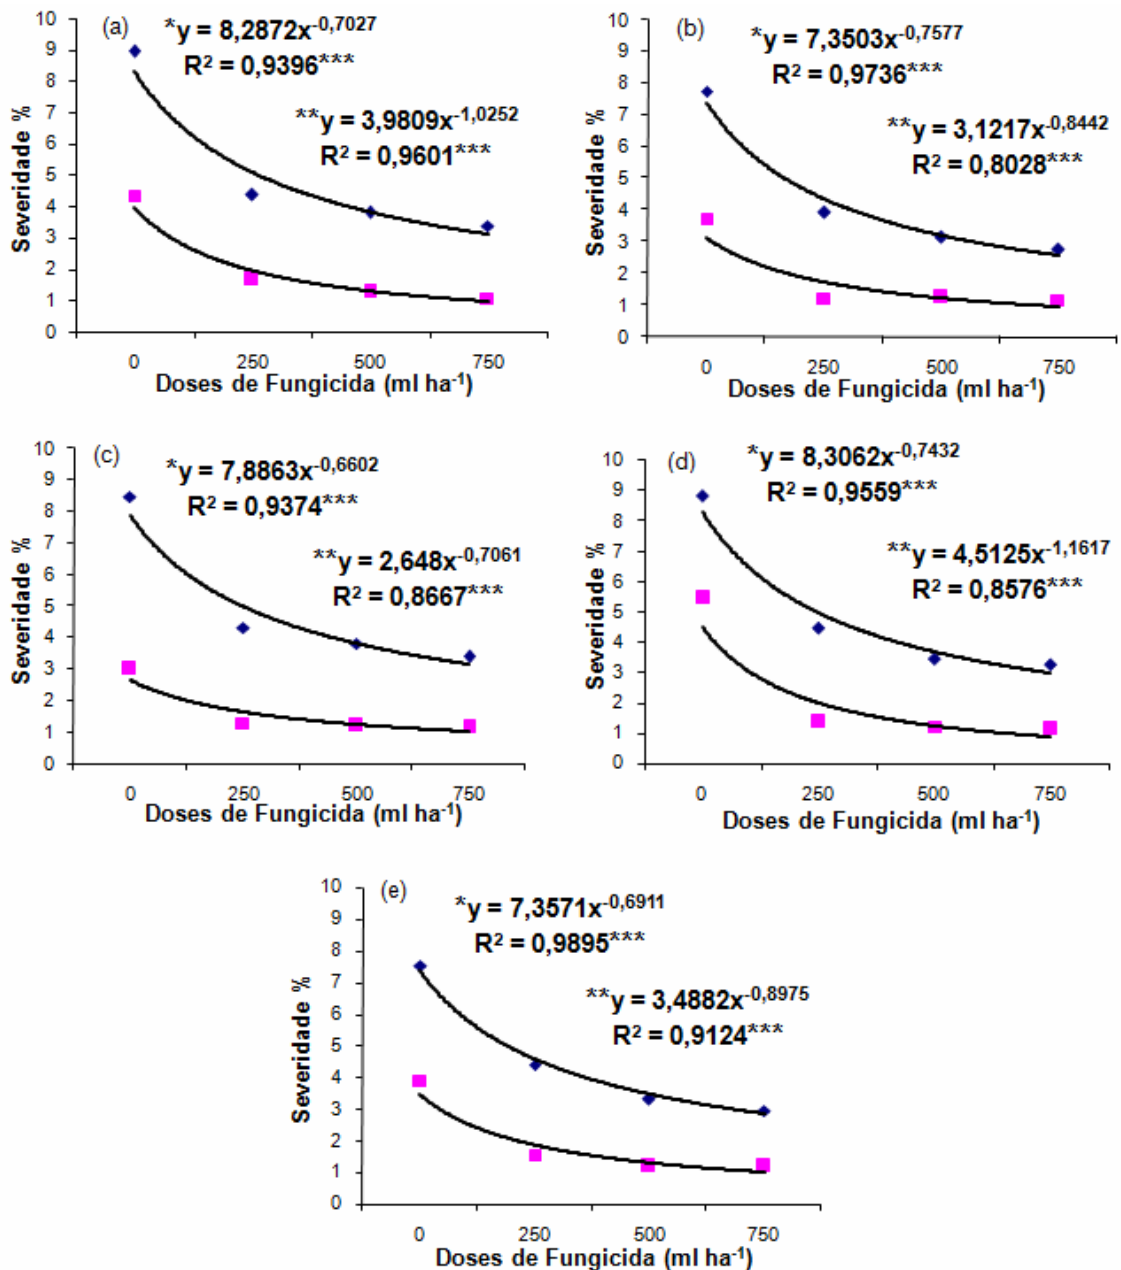 (a)
*y = 8,2872x-0,7027
R² = 0,9396***
**y = 3,9809x-1,0252
R² = 0,9601***
Severidade %
10
9
8
7
6
5
4
3
2
1
0
0 250 500 750
Doses de Fungicida (ml ha-1)
(b)
*y = 7,3503x-0,7577
R² = 0,9736***
**y = 3,1217x-0,8442
R² = 0,8028***
Severidade %
10
9
8
7
6
5
4
3
2
1
0
0 250 500 750
Doses de Fungicida (ml ha-1)
(c)
*y = 7,8863x-0,6602
R² = 0,9374***
**y = 2,648x-0,7061
R² = 0,8667***
Severidade %
10
9
8
7
6
5
4
3
2
1
0
0 250 500 750
Doses de Fungicida (ml ha-1)
(d)
*y = 8,3062x-0,7432
R² = 0,9559***
**y = 4,5125x-1,1617
R² = 0,8576***
Severidade %
10
9
8
7
6
5
4
3
2
1
0
0 250 500 750
Doses de Fungicida (ml ha-1)
(e)
*y = 7,3571x-0,6911
R² = 0,9895***
**y = 3,4882x-0,8975
R² = 0,9124***
Severidade %
10
9
8
7
6
5
4
3
2
1
0
0 250 500 750
Doses de Fungicida (ml ha-1)